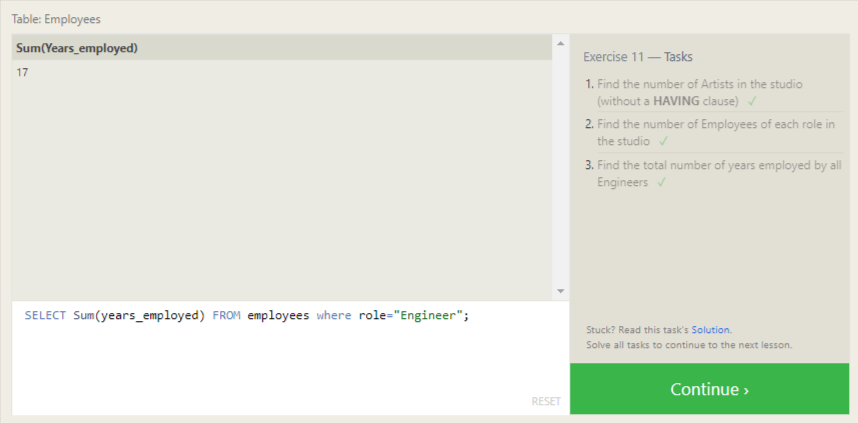 Table: Employees
Sum(Years_employed)
17
SELECT Sum(years_employed) FROM employees where role="Engineer";
RESET
Exercise 11 — Tasks
1. Find the number of Artists in the studio
(without a HAVING clause) ✓
2. Find the number of Employees of each role in
the studio ✓
3. Find the total number of years employed by all
Engineers ✓
Stuck? Read this task's Solution.
Solve all tasks to continue to the next lesson.
Continue ›